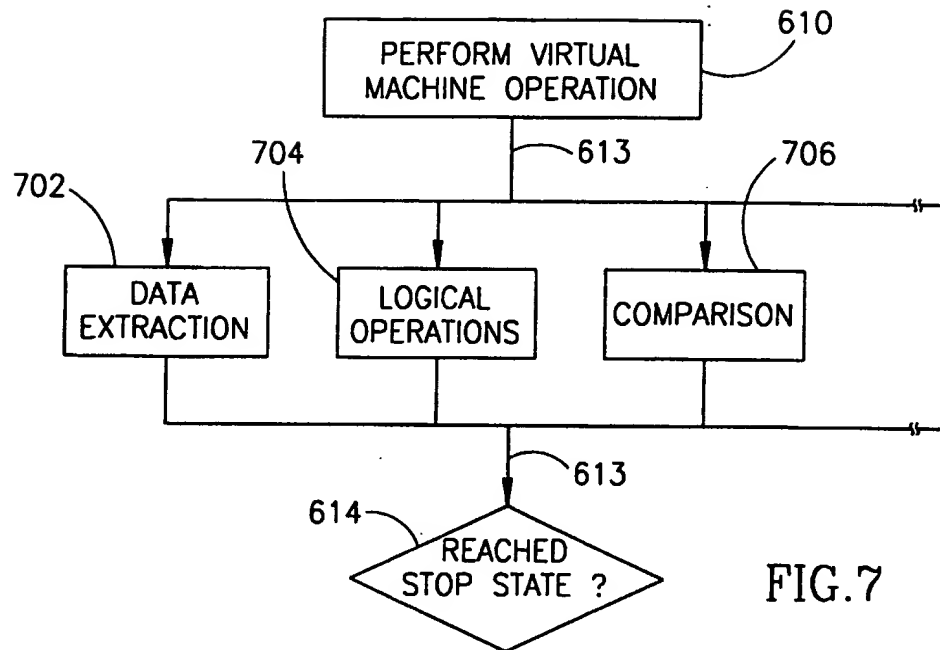 610
PERFORM VIRTUAL
MACHINE OPERATION
613
702
704
706
DATA
EXTRACTION
LOGICAL
OPERATIONS
COMPARISON
613
614
REACHED
STOP STATE ?
FIG.7